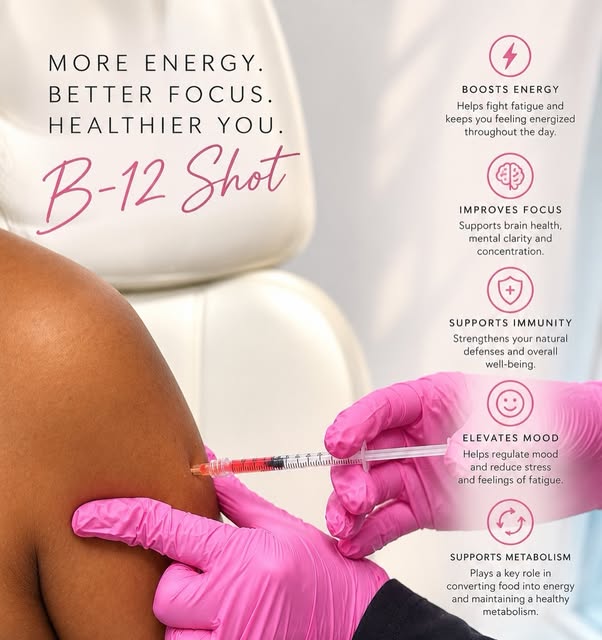 MORE ENERGY.
BETTER FOCUS.
HEALTHIER YOU.
B-12 Shot
BOOSTS ENERGY
Helps fight fatigue and
keeps you feeling energized
throughout the day.
IMPROVES FOCUS
Supports brain health,
mental clarity and
concentration.
SUPPORTS IMMUNITY
Strengthens your natural
defenses and overall
well-being.
ELEVATES MOOD
Helps regulate mood
and reduce stress
and feelings of fatigue.
SUPPORTS METABOLISM
Plays a key role in
converting food into energy
and maintaining a healthy
metabolism.